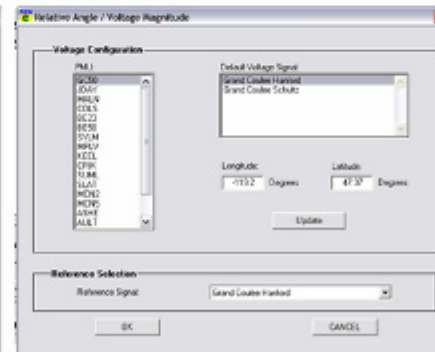 Relative Angle / Voltage Magnitude
Voltage Configuration
PMU:
GC50
JDAY
MALN
COLS
BE23
BE50
SYLM
MPLV
KEEL
CPJK
SUML
SLAT
MCN2
MCN5
ASHE
AULT
Default Voltage Signal:
Grand Coulee Hanford
Grand Coulee Schultz
Longitude:
Latitude:
-119.2 Degrees
47.37 Degrees
Update
Reference Selection
Reference Signal:
Grand Coulee Hanford
OK
CANCEL